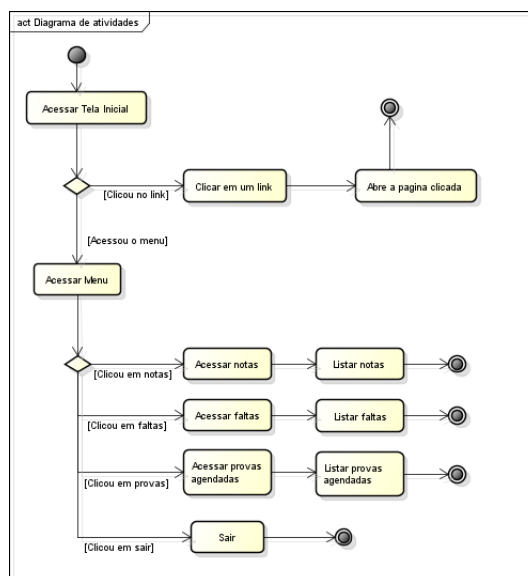 act Diagrama de atividades
Acessar Tela Inicial
Clicar em um link
Abre a pagina clicada
[Clicou no link]
[Acessou o menu]
Acessar Menu
Acessar notas
Listar notas
[Clicou em notas]
Acessar faltas
Listar faltas
[Clicou em faltas]
Acessar provas
agendadas
Listar provas
agendadas
[Clicou em provas]
Sair
[Clicou em sair]